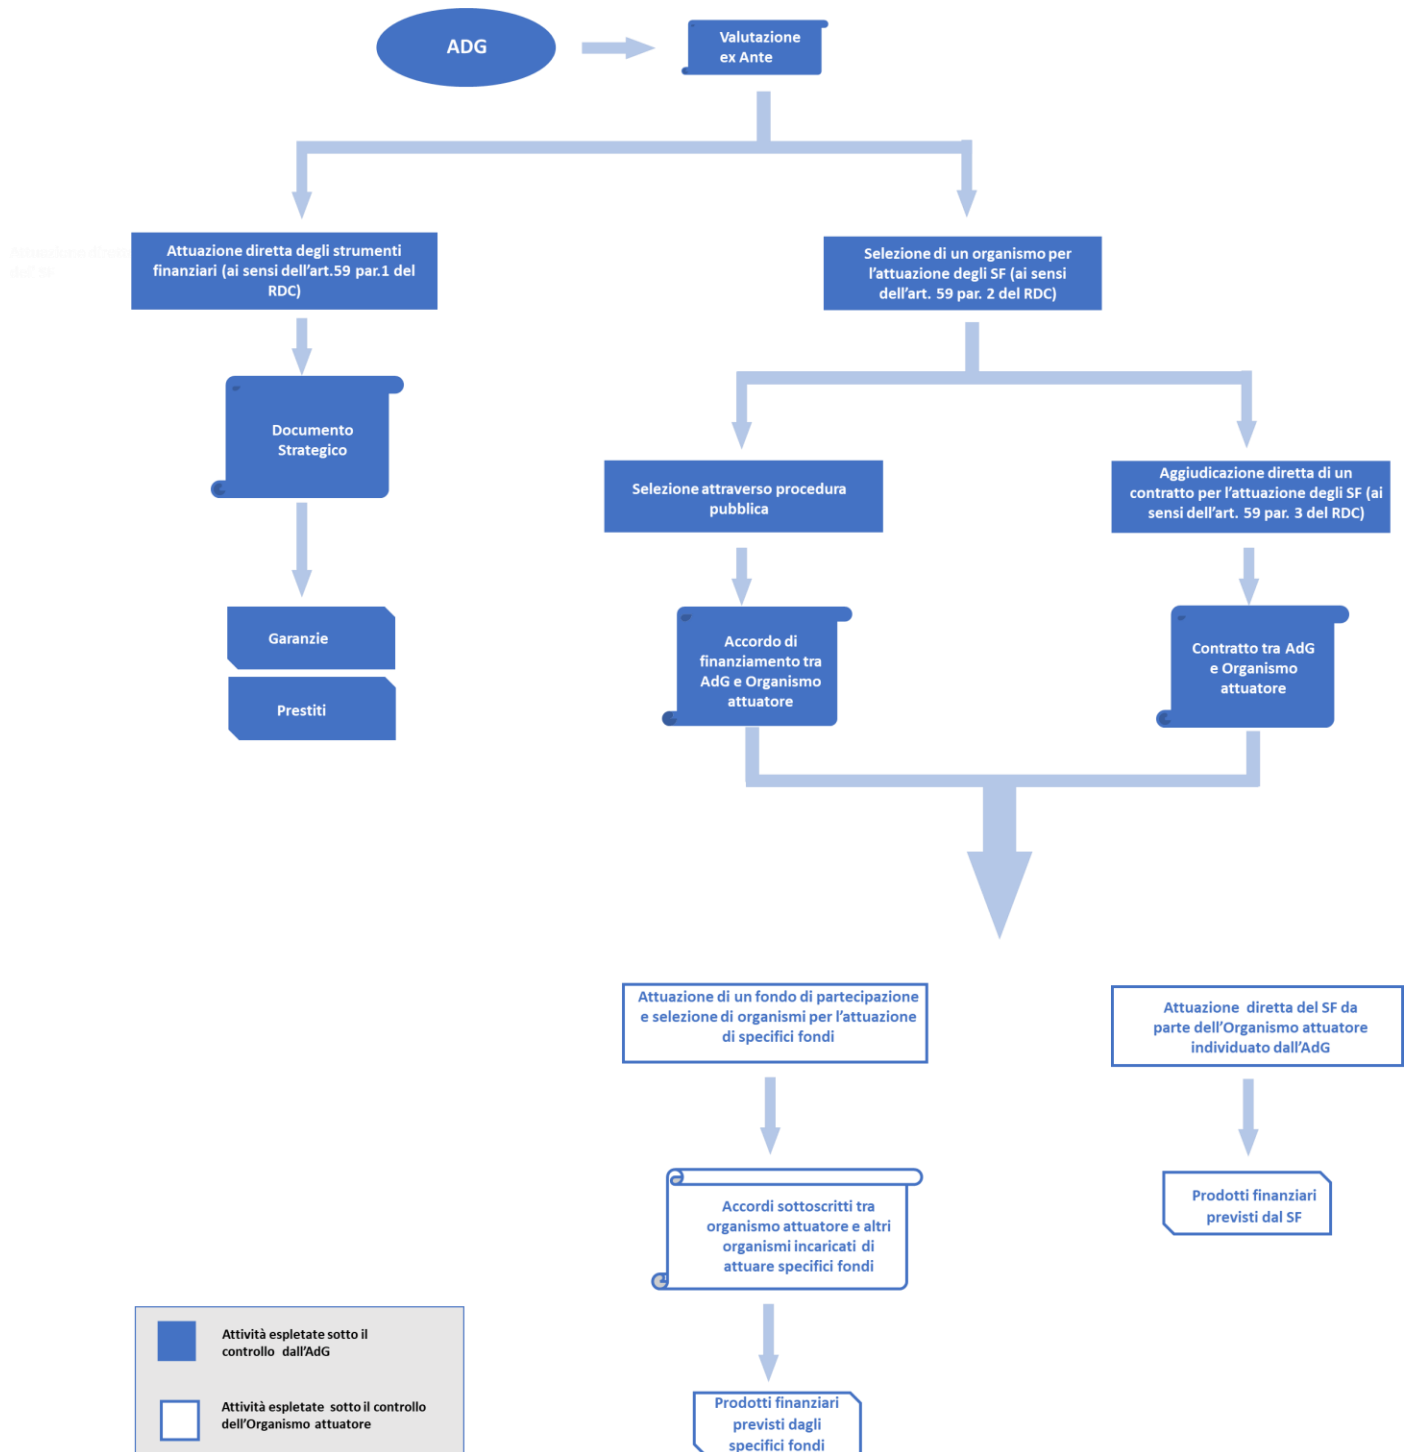 ADG
Valutazione
ex Ante
Attuazione diretta degli strumenti
finanziari (ai sensi dell'art.59 par.1 del
RDC)
Selezione di un organismo per
l'attuazione degli SF (ai sensi
dell'art. 59 par. 2 del RDC)
Documento
Strategico
Selezione attraverso procedura
pubblica
Aggiudicazione diretta di un
contratto per l'attuazione degli SF (ai
sensi dell'art. 59 par. 3 del RDC)
Garanzie
Prestiti
Accordo di
finanziamento tra
AdG e Organismo
attuatore
Contratto tra AdG
e Organismo
attuatore
Attuazione di un fondo di partecipazione
e selezione di organismi per l'attuazione
di specifici fondi
Attuazione diretta del SF da
parte dell'Organismo attuatore
individuato dall'AdG
Accordi sottoscritti tra
organismo attuatore e altri
organismi incaricati di
attuare specifici fondi
Prodotti finanziari
previsti dal SF
Prodotti finanziari
previsti dagli
specifici fondi
Attività espletate sotto il
controllo dall'AdG
Attività espletate sotto il controllo
dell'Organismo attuatore